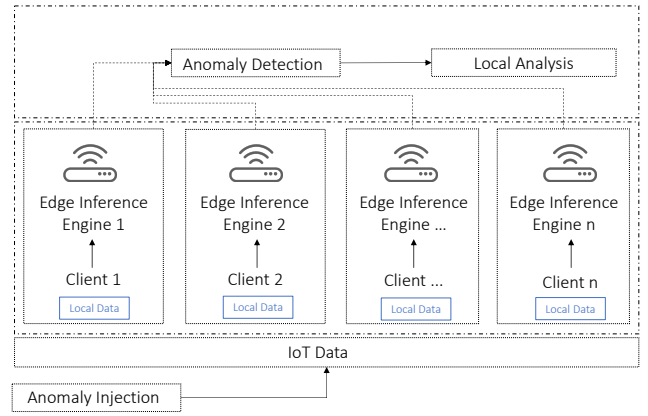 Anomaly Detection
Local Analysis
Edge Inference
Engine 1
Client 1
Local Data
Edge Inference
Engine 2
Client 2
Local Data
Edge Inference
Engine ...
Client ...
Local Data
Edge Inference
Engine n
Client n
Local Data
IoT Data
Anomaly Injection